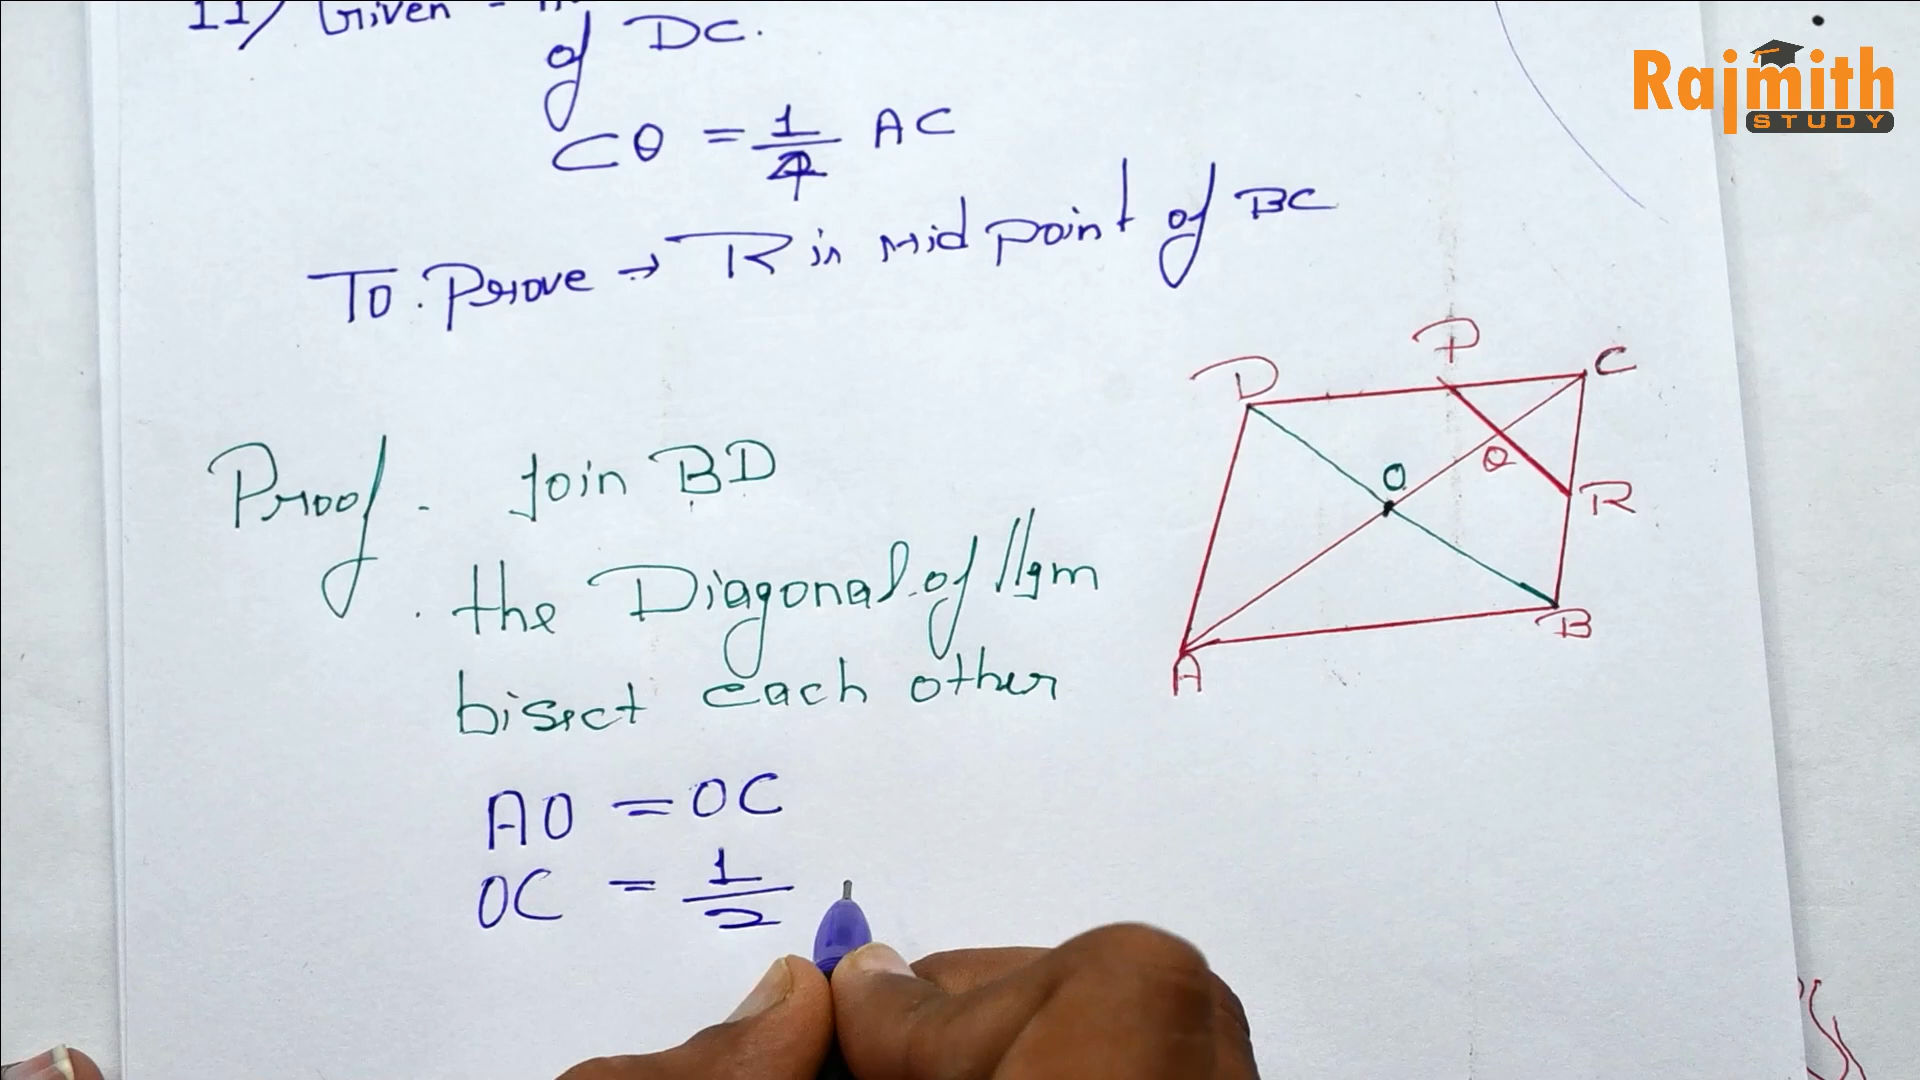 11/ Given -
of DC.
CQ = 1/4 AC
To. Prove → R is mid point of BC
Rajmith
STUDY
Proof - Join BD
the Diagonal of ||gm
bisect each other
AO = OC
OC = 1/2
D
P
C
O
Q
R
B
A